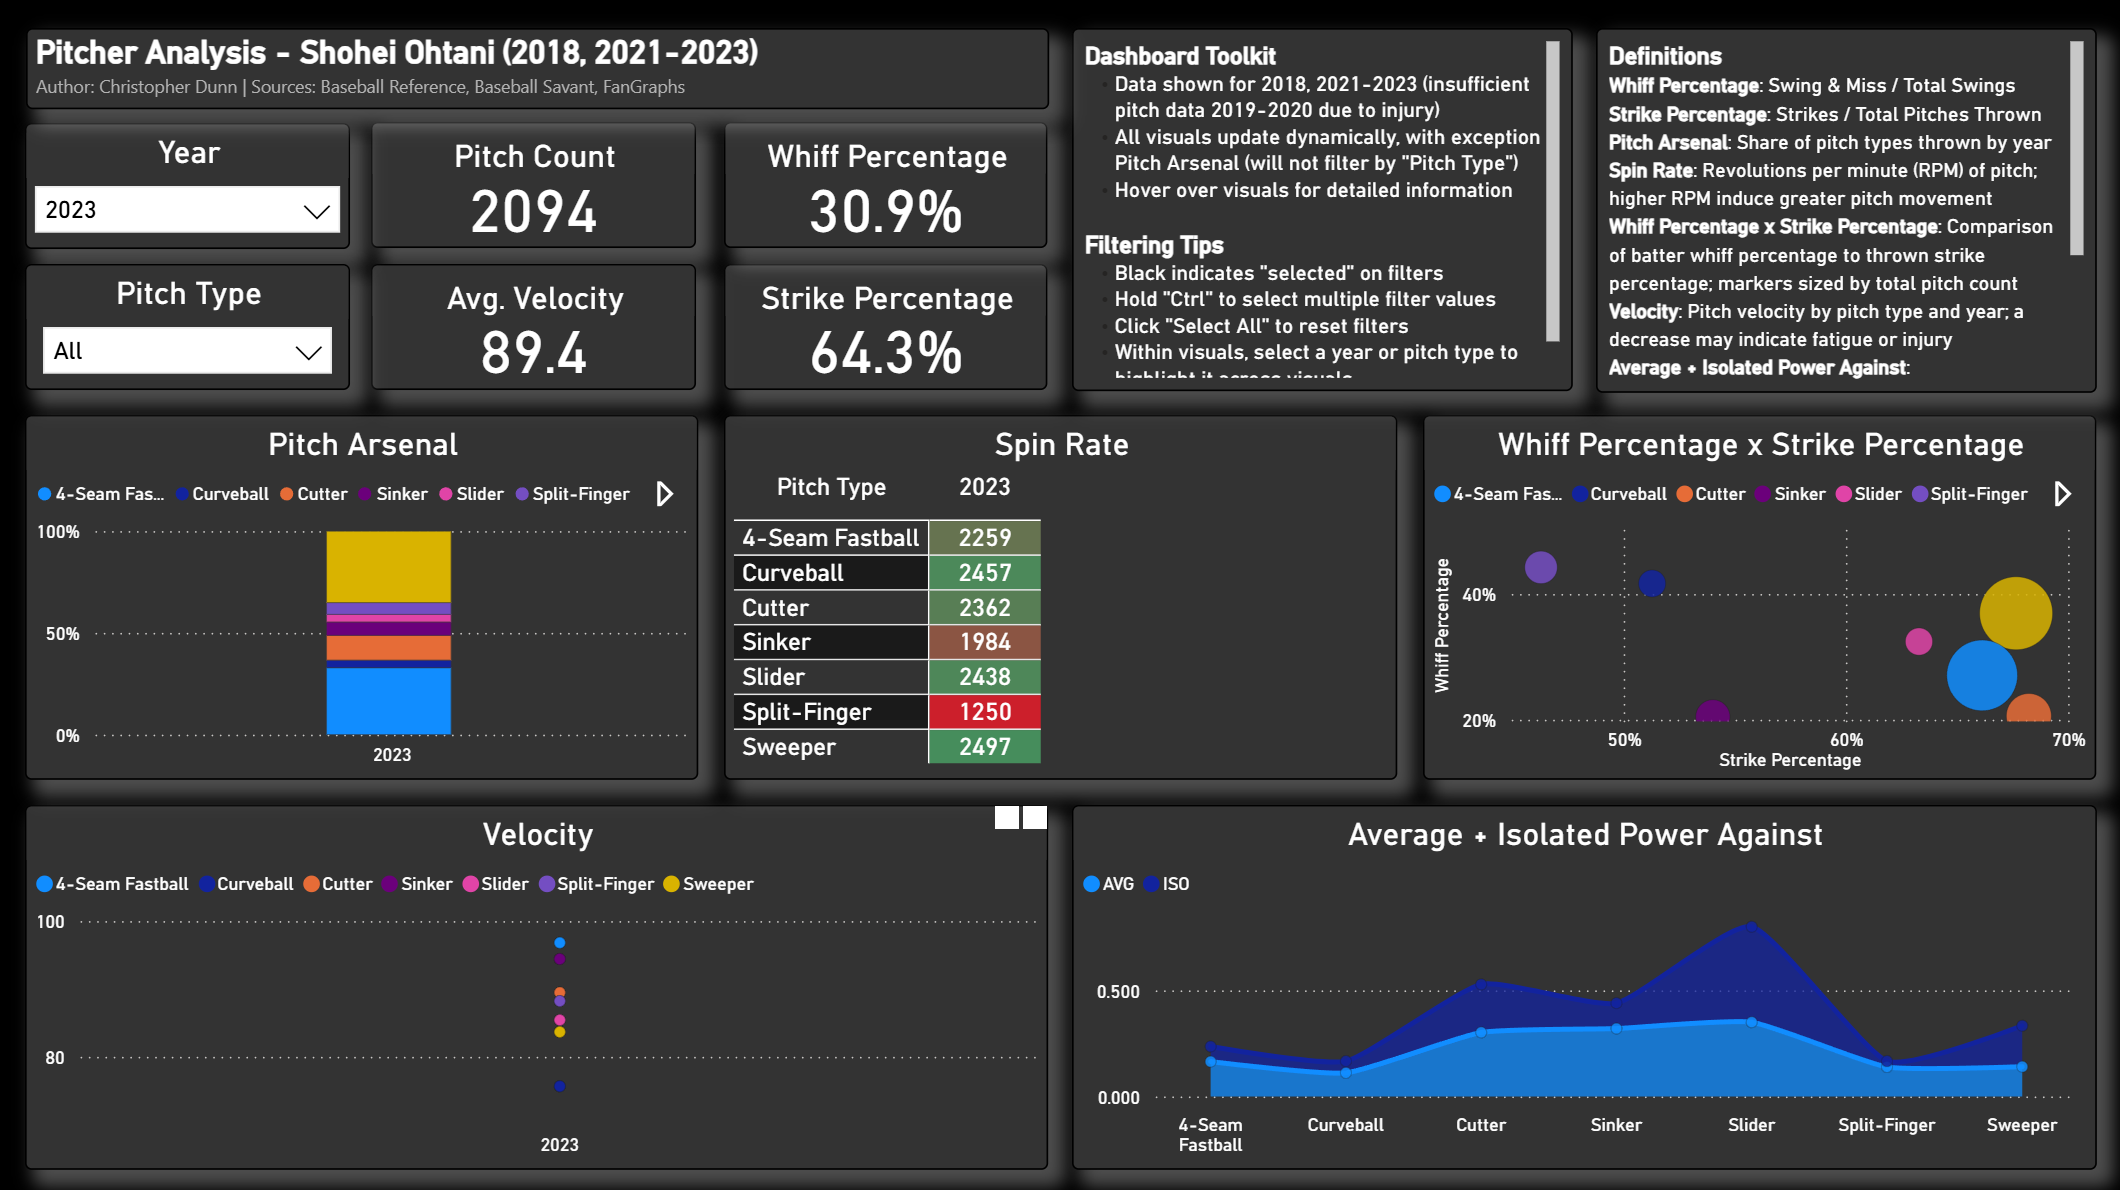 Pitcher Analysis - Shohei Ohtani (2018, 2021-2023)
Author: Christopher Dunn | Sources: Baseball Reference, Baseball Savant, FanGraphs
Year
2023
Pitch Count
2094
Whiff Percentage
30.9%
Pitch Type
All
Avg. Velocity
89.4
Strike Percentage
64.3%
Dashboard Toolkit
Data shown for 2018, 2021-2023 (insufficient
pitch data 2019-2020 due to injury)
All visuals update dynamically, with exception
Pitch Arsenal (will not filter by "Pitch Type")
Hover over visuals for detailed information
Filtering Tips
Black indicates "selected" on filters
Hold "Ctrl" to select multiple filter values
Click "Select All" to reset filters
Within visuals, select a year or pitch type to
highlight it across visuals
Definitions
Whiff Percentage: Swing & Miss / Total Swings
Strike Percentage: Strikes / Total Pitches Thrown
Pitch Arsenal: Share of pitch types thrown by year
Spin Rate: Revolutions per minute (RPM) of pitch;
higher RPM induce greater pitch movement
Whiff Percentage x Strike Percentage: Comparison
of batter whiff percentage to thrown strike
percentage; markers sized by total pitch count
Velocity: Pitch velocity by pitch type and year; a
decrease may indicate fatigue or injury
Average + Isolated Power Against:
Pitch Arsenal
4-Seam Fas... Curveball Cutter Sinker Slider Split-Finger
100%
50%
0%
2023
Spin Rate
Pitch Type 2023
4-Seam Fastball 2259
Curveball 2457
Cutter 2362
Sinker 1984
Slider 2438
Split-Finger 1250
Sweeper 2497
Whiff Percentage x Strike Percentage
4-Seam Fas... Curveball Cutter Sinker Slider Split-Finger
Whiff Percentage
40%
20%
50% 60% 70%
Strike Percentage
Velocity
4-Seam Fastball Curveball Cutter Sinker Slider Split-Finger Sweeper
100
80
2023
Average + Isolated Power Against
AVG ISO
0.500
0.000
4-Seam
Fastball
Curveball
Cutter
Sinker
Slider
Split-Finger
Sweeper